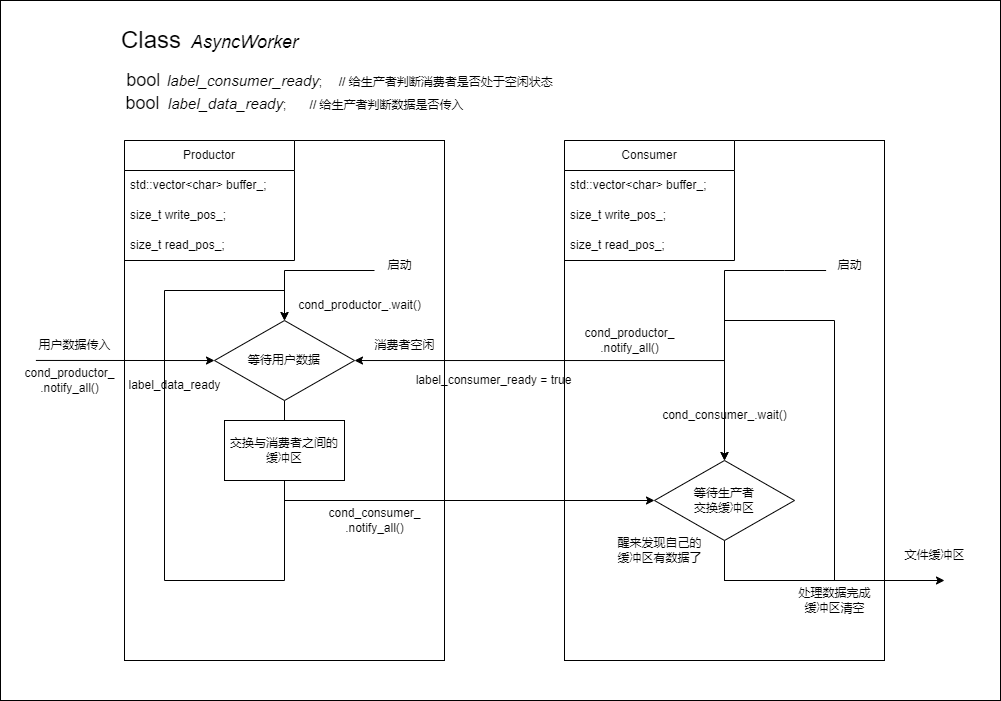 Class AsyncWorker
bool label_consumer_ready; // 给生产者判断消费者是否处于空闲状态
bool label_data_ready; // 给生产者判断数据是否传入
Productor
std::vector<char> buffer_;
size_t write_pos_;
size_t read_pos_;
启动
cond_productor_.wait()
用户数据传入
cond_productor_
.notify_all()
label_data_ready
等待用户数据
消费者空闲
交换与消费者之间的
缓冲区
cond_consumer_
.notify_all()
Consumer
std::vector<char> buffer_;
size_t write_pos_;
size_t read_pos_;
启动
cond_productor_
.notify_all()
label_consumer_ready = true
cond_consumer_.wait()
等待生产者
交换缓冲区
醒来发现自己的
缓冲区有数据了
文件缓冲区
处理数据完成
缓冲区清空